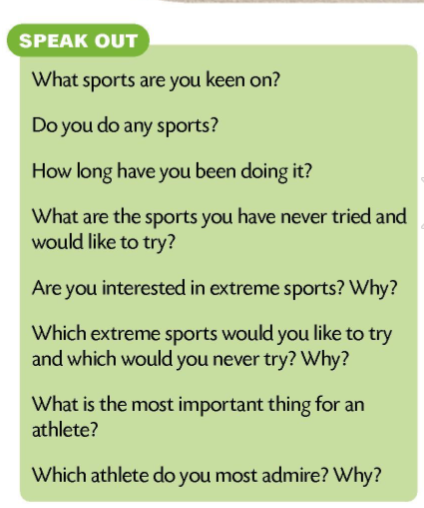 SPEAK OUT
What sports are you keen on?
Do you do any sports?
How long have you been doing it?
What are the sports you have never tried and
would like to try?
Are you interested in extreme sports? Why?
Which extreme sports would you like to try
and which would you never try? Why?
What is the most important thing for an
athlete?
Which athlete do you most admire? Why?